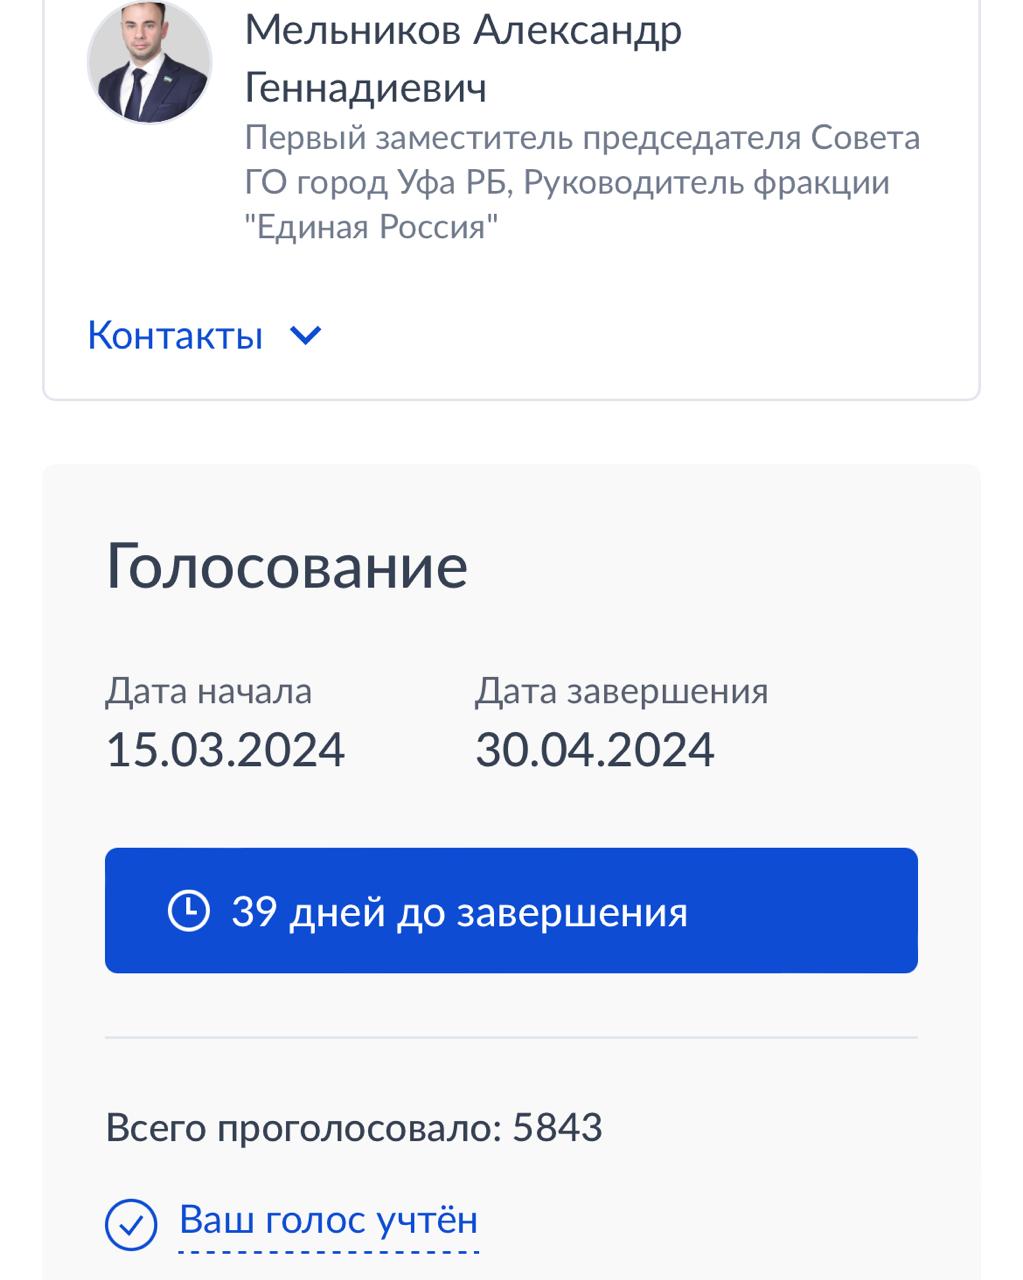 Мельников Александр
Геннадиевич
Первый заместитель председателя Совета
ГО город Уфа РБ, Руководитель фракции
"Единая Россия"
Контакты
Голосование
Дата начала
Дата завершения
15.03.2024
30.04.2024
39 дней до завершения
Всего проголосовало: 5843
Ваш голос учтён